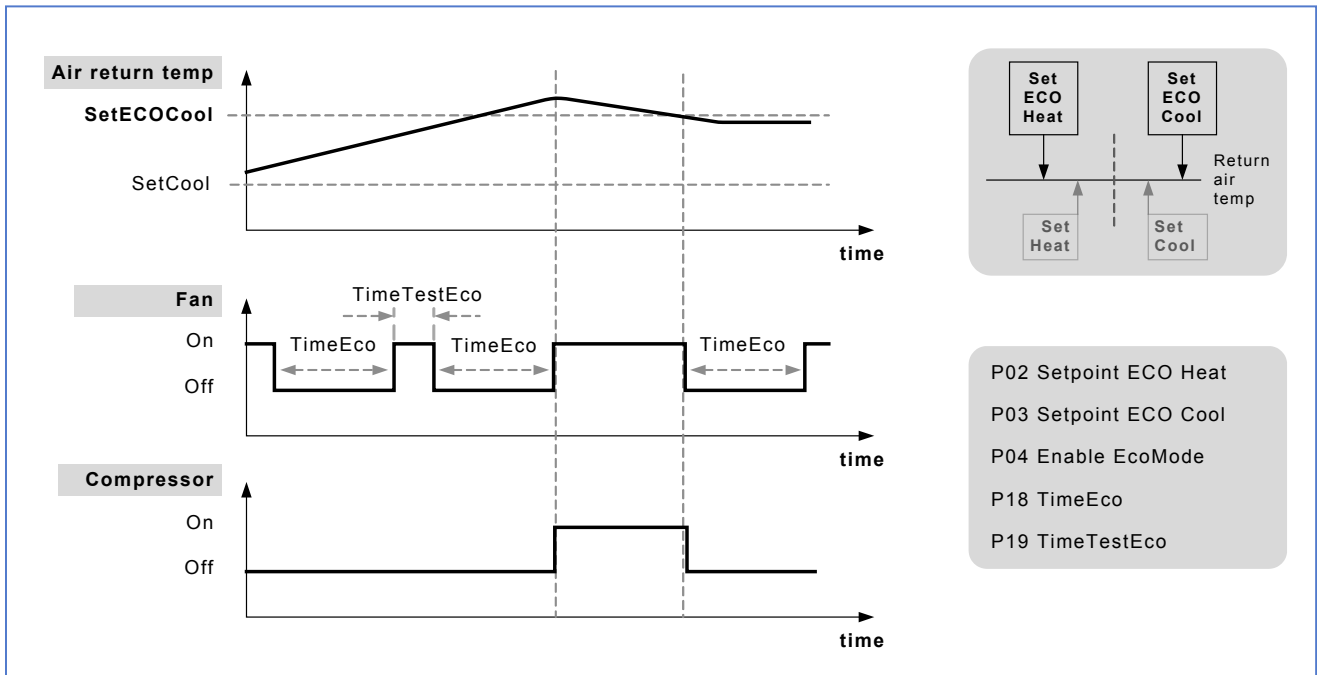 Air return temp
SetECOCool
SetCool
time
Fan
TimeTestEco
On
TimeEco
TimeEco
TimeEco
Off
time
Compressor
On
Off
time
Set
ECO
Heat
Set
ECO
Cool
Return
air
temp
Set
Heat
Set
Cool
P02 Setpoint ECO Heat
P03 Setpoint ECO Cool
P04 Enable EcoMode
P18 TimeEco
P19 TimeTestEco